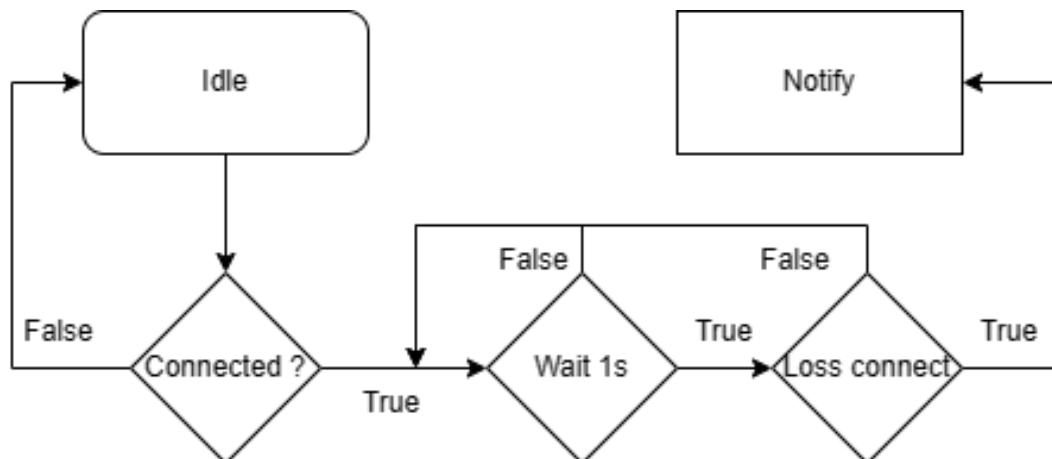 Idle
Notify
False
False
False
Connected ?
True
Wait 1s
True
Loss connect
True